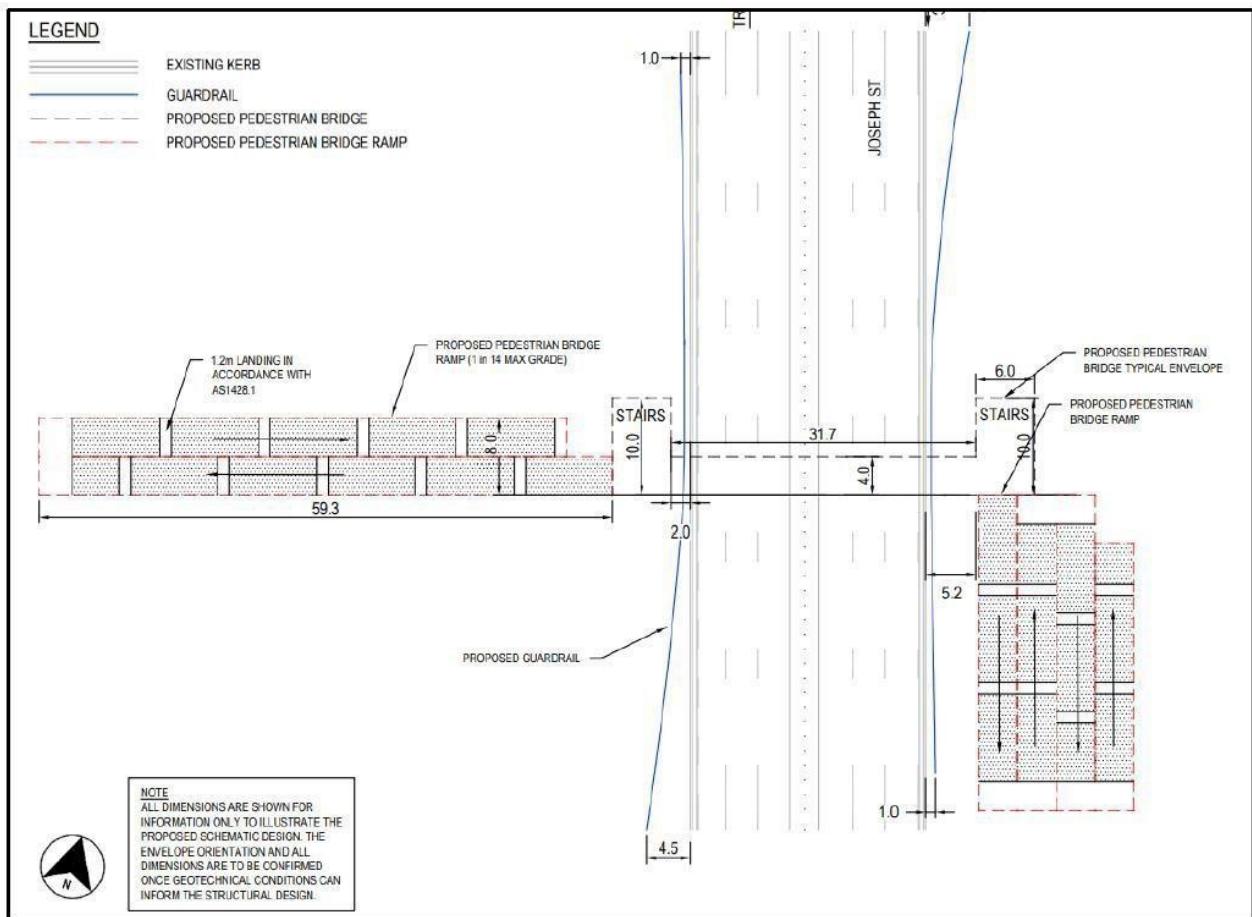 LEGEND
EXISTING KERB
GUARDRAIL
PROPOSED PEDESTRIAN BRIDGE
PROPOSED PEDESTRIAN BRIDGE RAMP
TR
JOSEPH ST
1.0
1.2m LANDING IN
ACCORDANCE WITH
AS1428.1
PROPOSED PEDESTRIAN BRIDGE
RAMP (1 in 14 MAX GRADE)
PROPOSED PEDESTRIAN
BRIDGE TYPICAL ENVELOPE
6.0
PROPOSED PEDESTRIAN
BRIDGE RAMP
STAIRS
10.0
8.0
31.7
4.0
STAIRS
10.0
59.3
2.0
5.2
PROPOSED GUARDRAIL
1.0
4.5
N
NOTE
ALL DIMENSIONS ARE SHOWN FOR
INFORMATION ONLY TO ILLUSTRATE THE
PROPOSED SCHEMATIC DESIGN. THE
ENVELOPE ORIENTATION AND ALL
DIMENSIONS ARE TO BE CONFIRMED
ONCE GEOTECHNICAL CONDITIONS CAN
INFORM THE STRUCTURAL DESIGN.